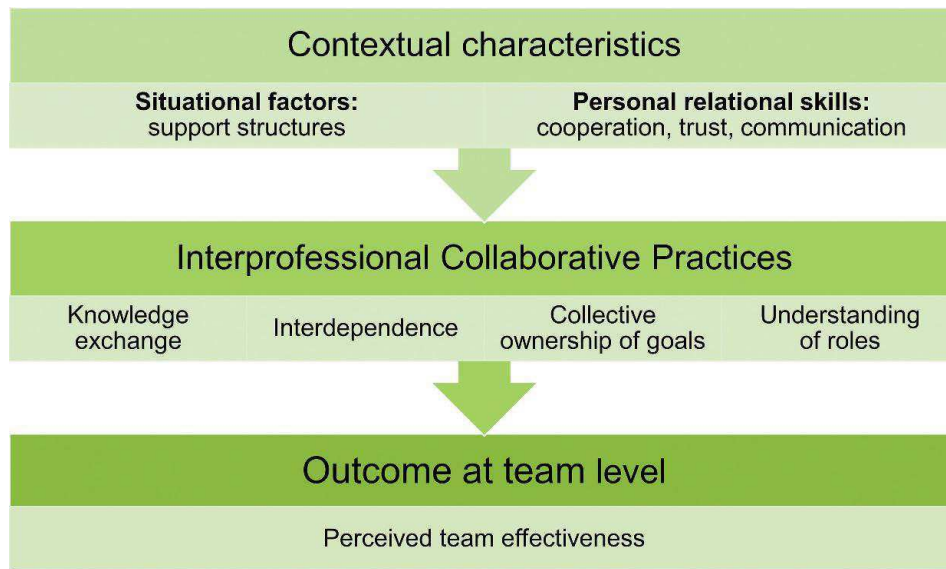 Contextual characteristics
Situational factors:
support structures
Personal relational skills:
cooperation, trust, communication
Interprofessional Collaborative Practices
Knowledge
exchange
Interdependence
Collective
ownership of goals
Understanding
of roles
Outcome at team level
Perceived team effectiveness